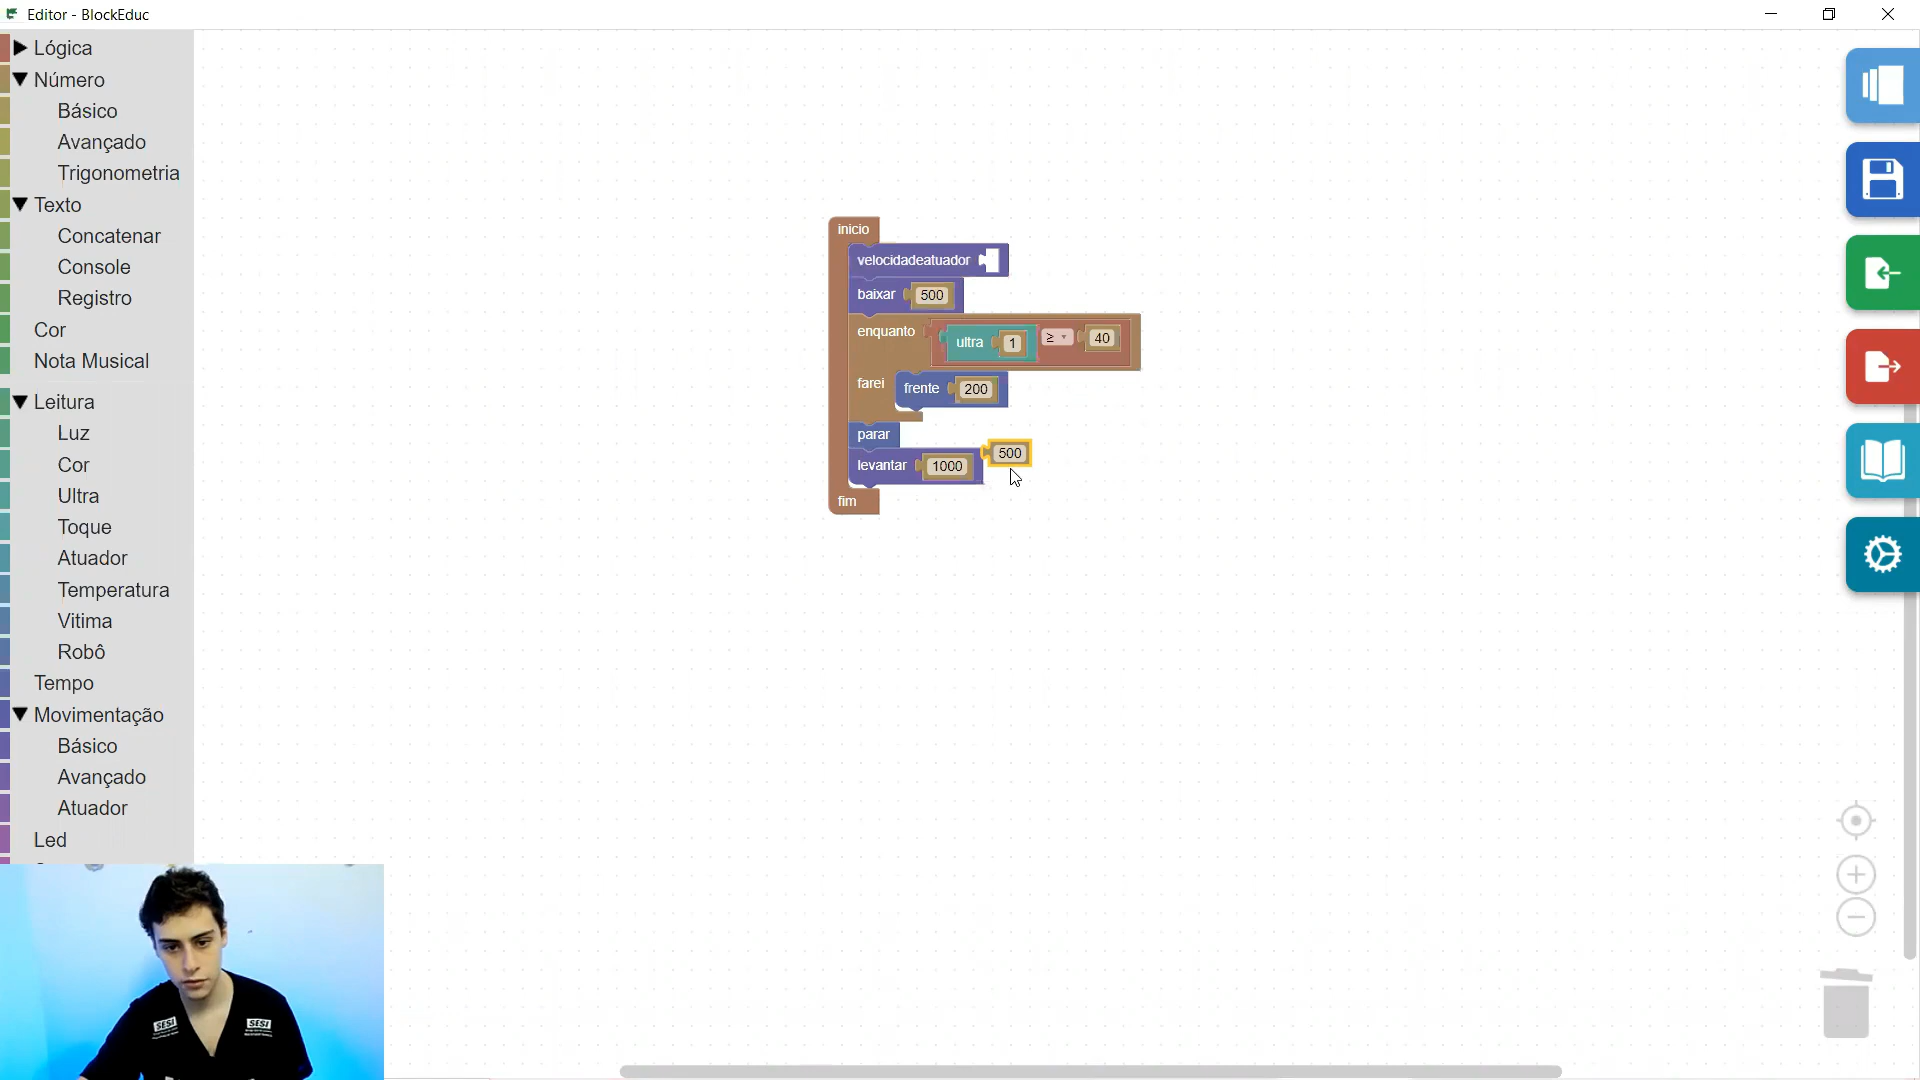 Editor - BlockEduc
Lógica
Número
Básico
Avançado
Trigonometria
Texto
Concatenar
Console
Registro
Cor
Nota Musical
Leitura
Luz
Cor
Ultra
Toque
Atuador
Temperatura
Vitima
Robô
Tempo
Movimentação
Básico
Avançado
Atuador
Led
inicio
velocidadeatuador
baixar 500
enquanto ultra 1 ≥ 40
farei frente 200
parar
500
levantar 1000
fim
SESI SESI